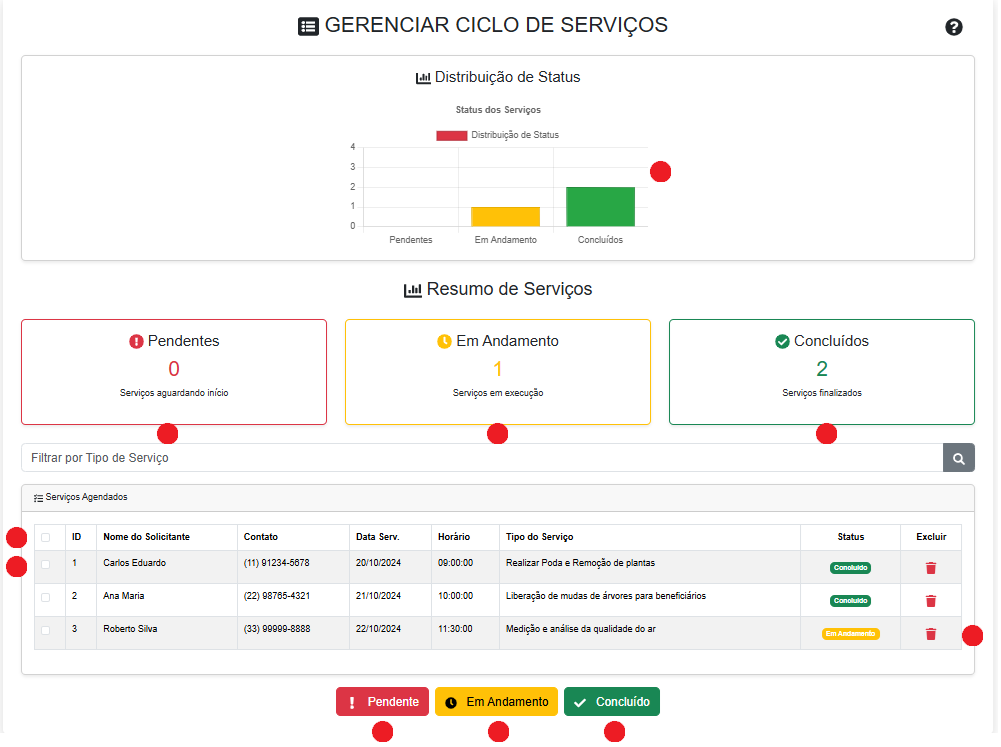 GERENCIAR CICLO DE SERVIÇOS
Distribuição de Status
Status dos Serviços
Distribuição de Status
4
3
2
1
0
Pendentes Em Andamento Concluídos
Resumo de Serviços
Pendentes
0
Serviços aguardando início
Em Andamento
1
Serviços em execução
Concluídos
2
Serviços finalizados
Filtrar por Tipo de Serviço
Serviços Agendados
ID Nome do Solicitante Contato Data Serv. Horário Tipo do Serviço Status Excluir
1 Carlos Eduardo (11) 91234-5678 20/10/2024 09:00:00 Realizar Poda e Remoção de plantas Concluído
2 Ana Maria (22) 98765-4321 21/10/2024 10:00:00 Liberação de mudas de árvores para beneficiários Concluído
3 Roberto Silva (33) 99999-8888 22/10/2024 11:30:00 Medição e análise da qualidade do ar Em Andamento
Pendente Em Andamento Concluído